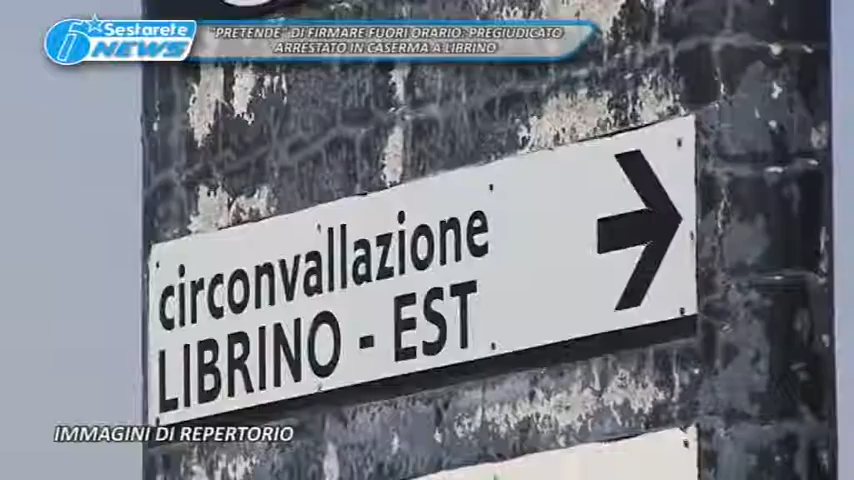 Sestarete
NEWS
"PRETENDE" DI FIRMARE FUORI ORARIO: PREGIUDICATO
ARRESTATO IN CASERMA A LIBRINO
circonvallazione
LIBRINO - EST
IMMAGINI DI REPERTORIO